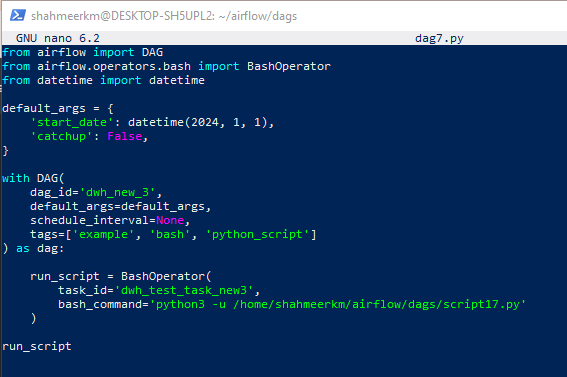 shahmeerkm@DESKTOP-SH5UPL2: ~/airflow/dags
GNU nano 6.2 dag7.py
from airflow import DAG
from airflow.operators.bash import BashOperator
from datetime import datetime

default_args = {
    'start_date': datetime(2024, 1, 1),
    'catchup': False,
}

with DAG(
    dag_id='dwh_new_3',
    default_args=default_args,
    schedule_interval=None,
    tags=['example', 'bash', 'python_script']
) as dag:

    run_script = BashOperator(
        task_id='dwh_test_task_new3',
        bash_command='python3 -u /home/shahmeerkm/airflow/dags/script17.py'
    )

run_script